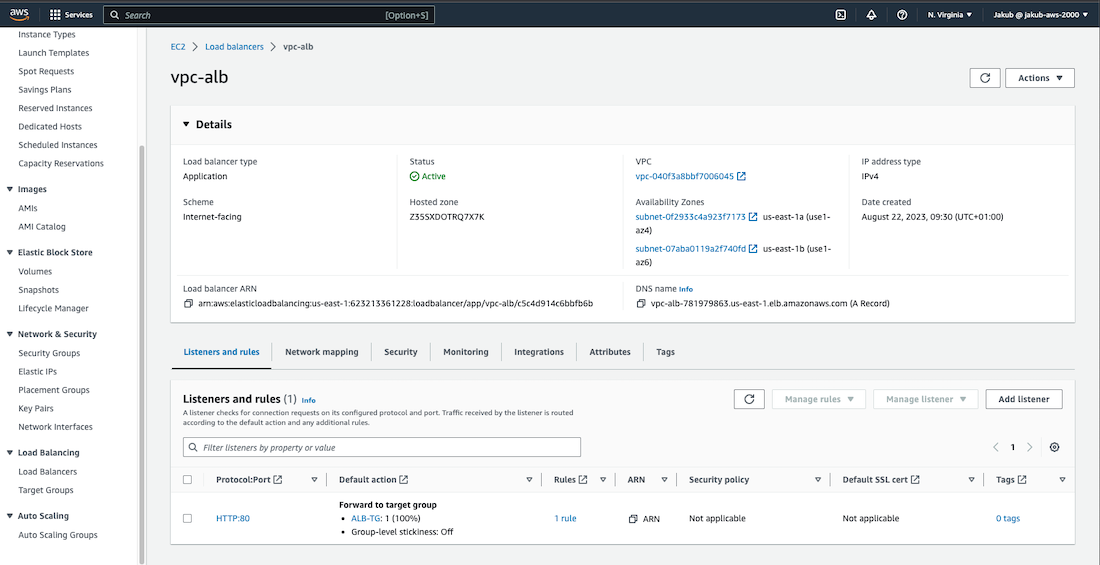 aws
Services
Search
[Option+S]
N. Virginia
Jakub @ jakub-aws-2000
Instance Types
Launch Templates
Spot Requests
Savings Plans
Reserved Instances
Dedicated Hosts
Scheduled Instances
Capacity Reservations
Images
AMIs
AMI Catalog
Elastic Block Store
Volumes
Snapshots
Lifecycle Manager
Network & Security
Security Groups
Elastic IPs
Placement Groups
Key Pairs
Network Interfaces
Load Balancing
Load Balancers
Target Groups
Auto Scaling
Auto Scaling Groups
EC2 > Load balancers > vpc-alb
vpc-alb
Actions
Details
Load balancer type
Application
Status
Active
VPC
vpc-040f3a8bbf7006045
IP address type
IPv4
Scheme
Internet-facing
Hosted zone
Z35SXDOTRQ7X7K
Availability Zones
subnet-0f2933c4a923f7173 us-east-1a (use1-
az4)
subnet-07aba0119a2f740fd us-east-1b (use1-
az6)
Date created
August 22, 2023, 09:30 (UTC+01:00)
Load balancer ARN
arn:aws:elasticloadbalancing:us-east-1:623213361228:loadbalancer/app/vpc-alb/c5c4d914c6bbfb6b
DNS name Info
vpc-alb-781979863.us-east-1.elb.amazonaws.com (A Record)
Listeners and rules
Network mapping
Security
Monitoring
Integrations
Attributes
Tags
Listeners and rules (1) Info
A listener checks for connection requests on its configured protocol and port. Traffic received by the listener is routed
according to the default action and any additional rules.
Manage rules
Manage listener
Add listener
Filter listeners by property or value
1
Protocol:Port
Default action
Rules
ARN
Security policy
Default SSL cert
Tags
HTTP:80
Forward to target group
• ALB-TG: 1 (100%)
• Group-level stickiness: Off
1 rule
ARN
Not applicable
Not applicable
0 tags